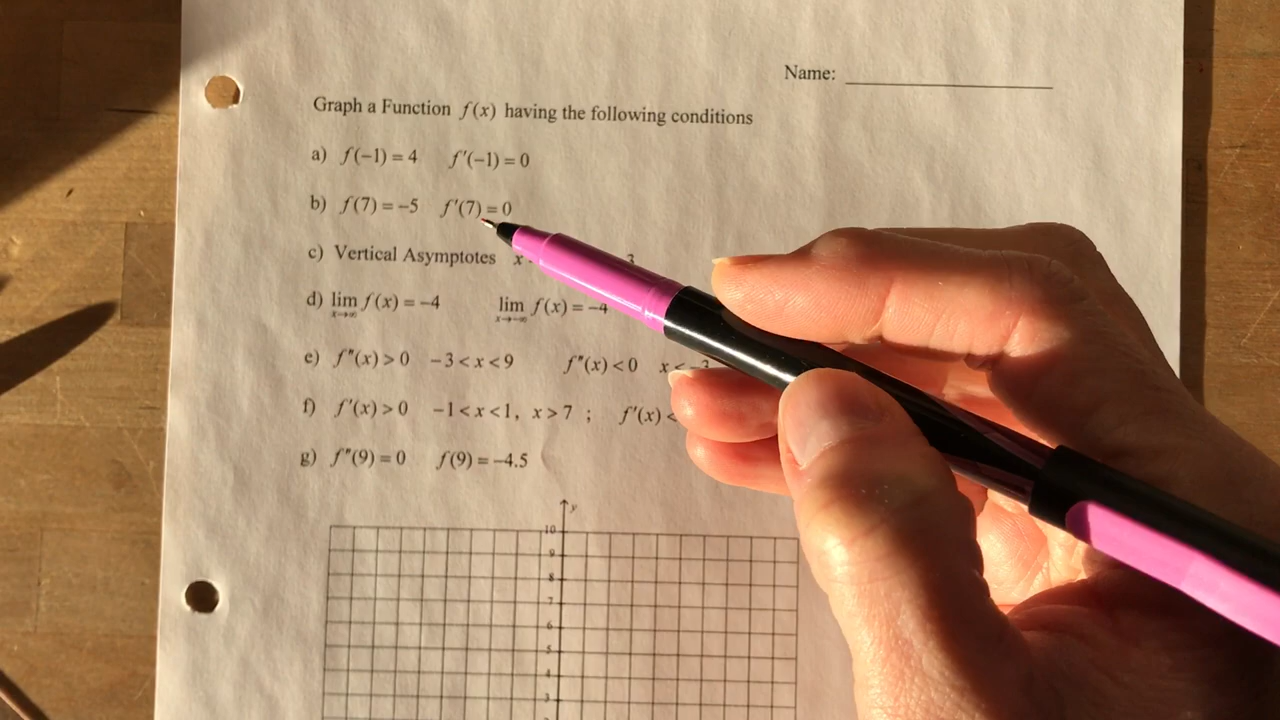 Name:
Graph a Function f(x) having the following conditions
a) f(−1) = 4 f′(−1) = 0
b) f(7) = −5 f′(7) = 0
c) Vertical Asymptotes x 3
d) lim x→∞ f(x) = −4 lim x→−∞ f(x) = −4
e) f″(x) > 0 −3 < x < 9 f″(x) < 0 x < −3
f) f′(x) > 0 −1 < x < 1, x > 7 ; f′(x) <
g) f″(9) = 0 f(9) = −4.5
y
10
9
8
7
6
5
4
3